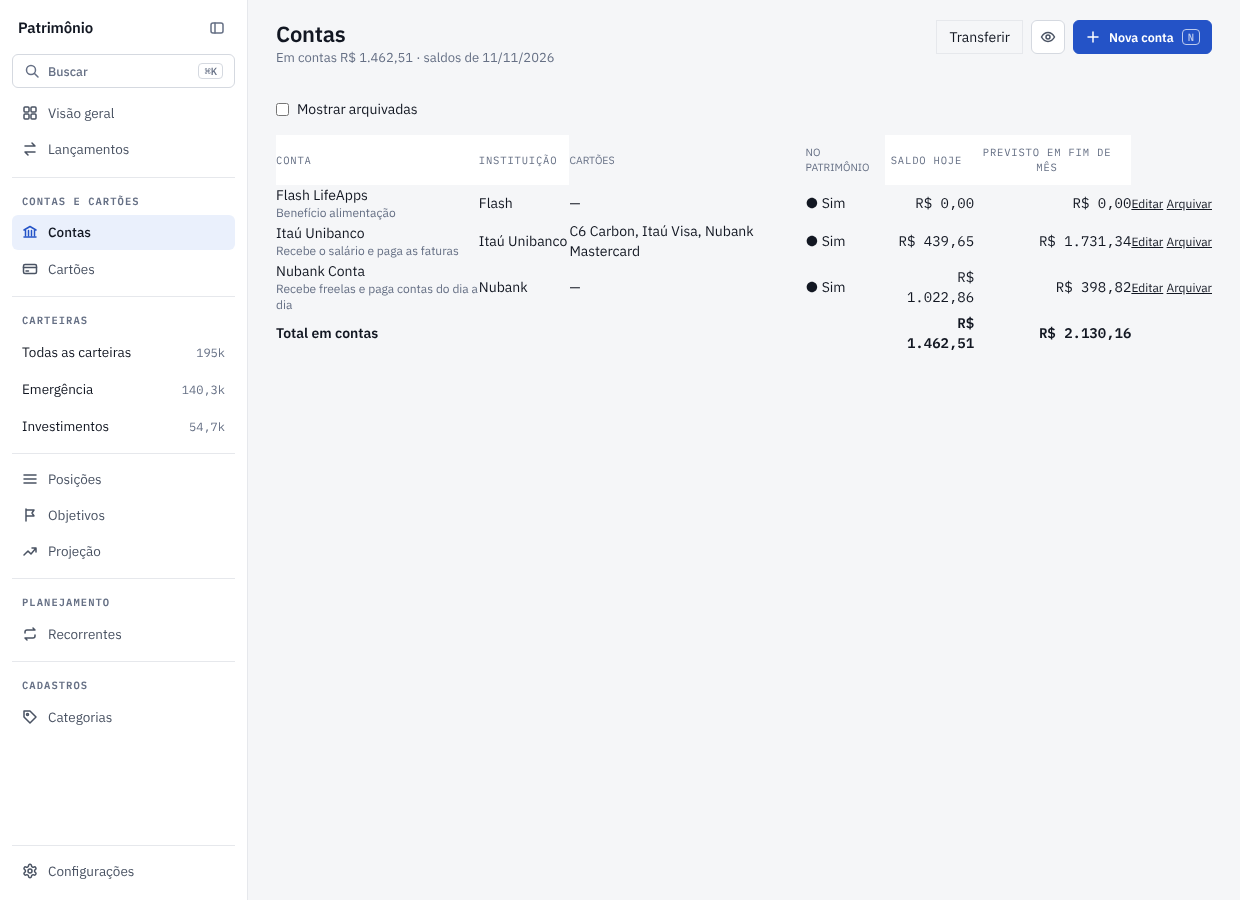 Patrimônio
Buscar ⌘K
Visão geral
Lançamentos
CONTAS E CARTÕES
Contas
Cartões
CARTEIRAS
Todas as carteiras 195k
Emergência 140,3k
Investimentos 54,7k
Posições
Objetivos
Projeção
PLANEJAMENTO
Recorrentes
CADASTROS
Categorias
Configurações
Contas
Em contas R$ 1.462,51 · saldos de 11/11/2026
Transferir
Nova conta N
Mostrar arquivadas
CONTA INSTITUIÇÃO CARTÕES NO PATRIMÔNIO SALDO HOJE PREVISTO EM FIM DE MÊS
Flash LifeApps Flash — Sim R$ 0,00 R$ 0,00 Editar Arquivar
Benefício alimentação
Itaú Unibanco Itaú Unibanco C6 Carbon, Itaú Visa, Nubank Mastercard Sim R$ 439,65 R$ 1.731,34 Editar Arquivar
Recebe o salário e paga as faturas
Nubank Conta Nubank — Sim R$ 1.022,86 R$ 398,82 Editar Arquivar
Recebe freelas e paga contas do dia a dia
Total em contas R$ 1.462,51 R$ 2.130,16